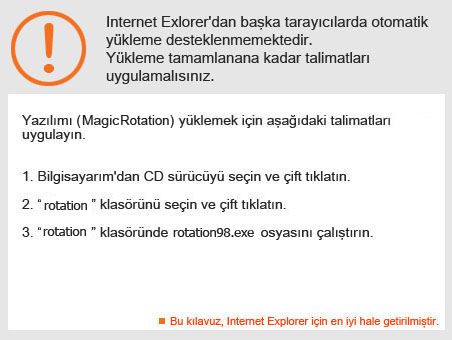 Internet Exlorer'dan başka tarayıcılarda otomatik
yükleme desteklenmemektedir.
Yükleme tamamlanana kadar talimatları
uygulamalısınız.
Yazılımı (MagicRotation) yüklemek için aşağıdaki talimatları
uygulayın.
1. Bilgisayarım'dan CD sürücüyü seçin ve çift tıklatın.
2. “rotation ” klasörünü seçin ve çift tıklatın.
3. “rotation ” klasöründe rotation98.exe osyasını çalıştırın.
Bu kılavuz, Internet Explorer için en iyi hale getirilmiştir.